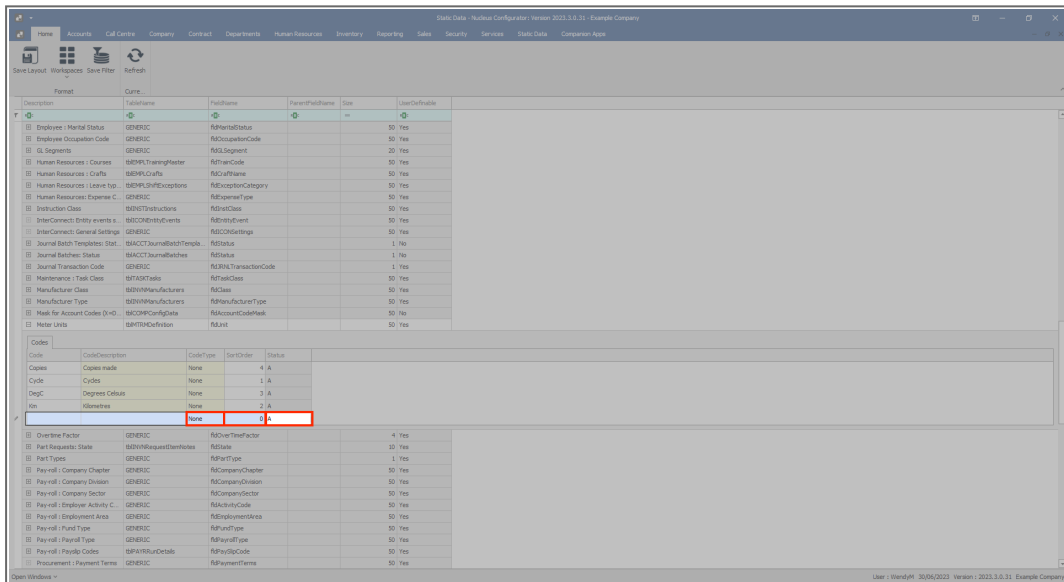 Static Data - Nucleus Configurator: Version 2023.3.0.31 - Example Company
Home Accounts Call Centre Company Contract Departments Human Resources Inventory Reporting Sales Security Services Static Data Companion Apps
Save Layout Workspaces Save Filter Refresh
Format Curre...
Description TableName FieldName ParentFieldName Size UserDefinable
Employee : Marital Status GENERIC fldMaritalStatus 50 Yes
Employee Occupation Code GENERIC fldOccupationCode 50 Yes
GL Segments GENERIC fldGLSegment 20 Yes
Human Resources : Courses tblEMPLTrainingMaster fldTrainCode 50 Yes
Human Resources : Crafts tblEMPLCrafts fldCraftName 50 Yes
Human Resources : Leave typ... tblEMPLShiftExceptions fldExceptionCategory 50 Yes
Human Resources: Expense C... GENERIC fldExpenseType 50 Yes
Instruction Class tblINSTInstructions fldInstClass 50 Yes
InterConnect: Entity events s... tblICONEntityEvents fldEntityEvent 50 Yes
InterConnect: General Settings GENERIC fldICONSettings 50 Yes
Journal Batch Templates: Stat... tblACCTJournalBatchTempla... fldStatus 1 No
Journal Batches: Status tblACCTJournalBatches fldStatus 1 No
Journal Transaction Code GENERIC fldJRNLTransactionCode 1 Yes
Maintenance : Task Class tblTASKTasks fldTaskClass 50 Yes
Manufacturer Class tblINVNManufacturers fldClass 50 Yes
Manufacturer Type tblINVNManufacturers fldManufacturerType 50 Yes
Mask for Account Codes (X=O... tblCOMPConfigData fldAccountCodeMask 50 No
Meter Units tblMTRMDefinition fldUnit 50 Yes
Codes
Code CodeDescription CodeType SortOrder Status
Copies Copies made None 4 A
Cycle Cycles None 1 A
DegC Degrees Celsuis None 3 A
Km Kilometres None 2 A
None 0 A
Overtime Factor GENERIC fldOverTimeFactor 4 Yes
Part Requests: State tblINVNRequestItemNotes fldState 10 Yes
Part Types GENERIC fldPartType 1 Yes
Pay-roll : Company Chapter GENERIC fldCompanyChapter 50 Yes
Pay-roll : Company Division GENERIC fldCompanyDivision 50 Yes
Pay-roll : Company Sector GENERIC fldCompanySector 50 Yes
Pay-roll : Employer Activity C... GENERIC fldActivityCode 50 Yes
Pay-roll : Employment Area GENERIC fldEmploymentArea 50 Yes
Pay-roll : Fund Type GENERIC fldFundType 50 Yes
Pay-roll : Payroll Type GENERIC fldPayrollType 50 Yes
Pay-roll : Payslip Codes tblPAYRRunDetails fldPaySlipCode 50 Yes
Procurement : Payment Terms GENERIC fldPaymentTerms 50 Yes
Open Windows User : WendyM 30/06/2023 Version : 2023.3.0.31 Example Company